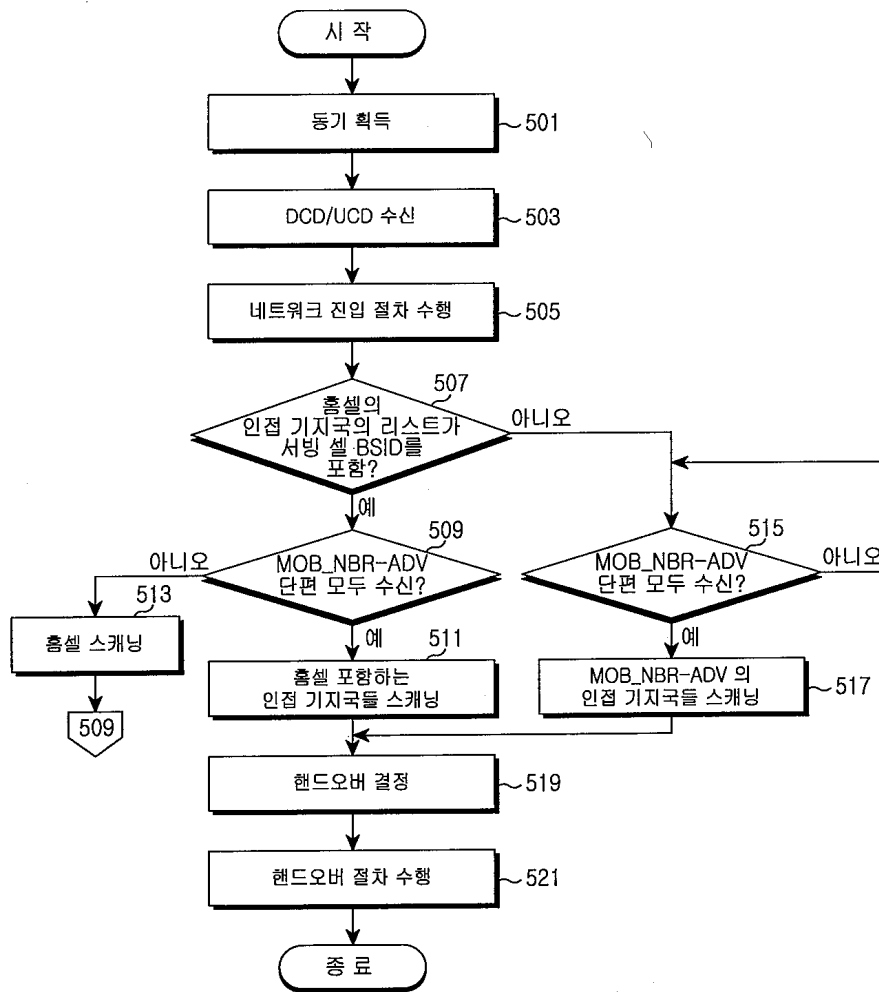 시 작
동기 획득
501
DCD/UCD 수신
503
네트워크 진입 절차 수행
505
507
홈셀의
인접 기지국의 리스트가
서빙 셀 BSID를
포함?
아니오
예
509
MOB_NBR-ADV
단편 모두 수신?
아니오
515
MOB_NBR-ADV
단편 모두 수신?
아니오
513
홈셀 스캐닝
509
예
511
홈셀 포함하는
인접 기지국들 스캐닝
예
MOB_NBR-ADV 의
인접 기지국들 스캐닝
517
핸드오버 결정
519
핸드오버 절차 수행
521
종 료